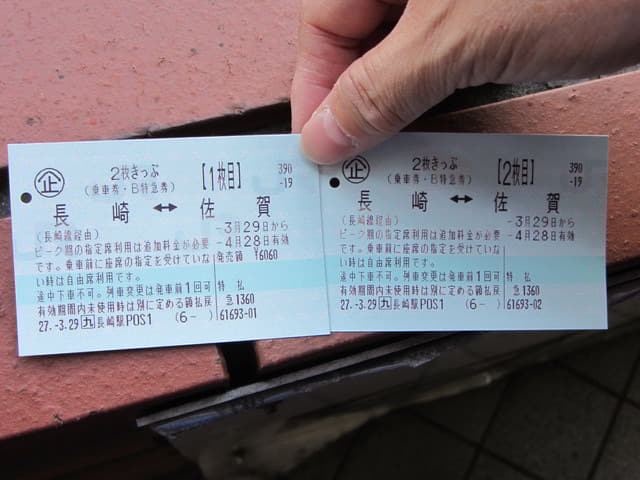 企 2枚きっぷ 【1枚目】 390
(乗車券・B特急券) -19
長 崎 ↔ 佐 賀
(長崎線経由) -3月29日から
ピーク期の指定席利用は追加料金が必要 -4月28日有効
です。乗車前に座席の指定を受けていな 発売額 ¥6060
い時は自由席利用です。
途中下車不可。列車変更は発車前1回可 特 払
有効期間内未使用時は別に定める額払戻 急1360
27.-3.29 九 長崎駅POS1 (6- ) 61693-01
企 2枚きっぷ 【2枚目】 390
(乗車券・B特急券) -19
長 崎 ↔ 佐 賀
(長崎線経由) -3月29日から
ピーク期の指定席利用は追加料金が必要 -4月28日有効
です。乗車前に座席の指定を受けていな
い時は自由席利用です。
途中下車不可。列車変更は発車前1回可 特 払
有効期間内未使用時は別に定める額払戻 急1360
27.-3.29 九 長崎駅POS1 (6- ) 61693-02